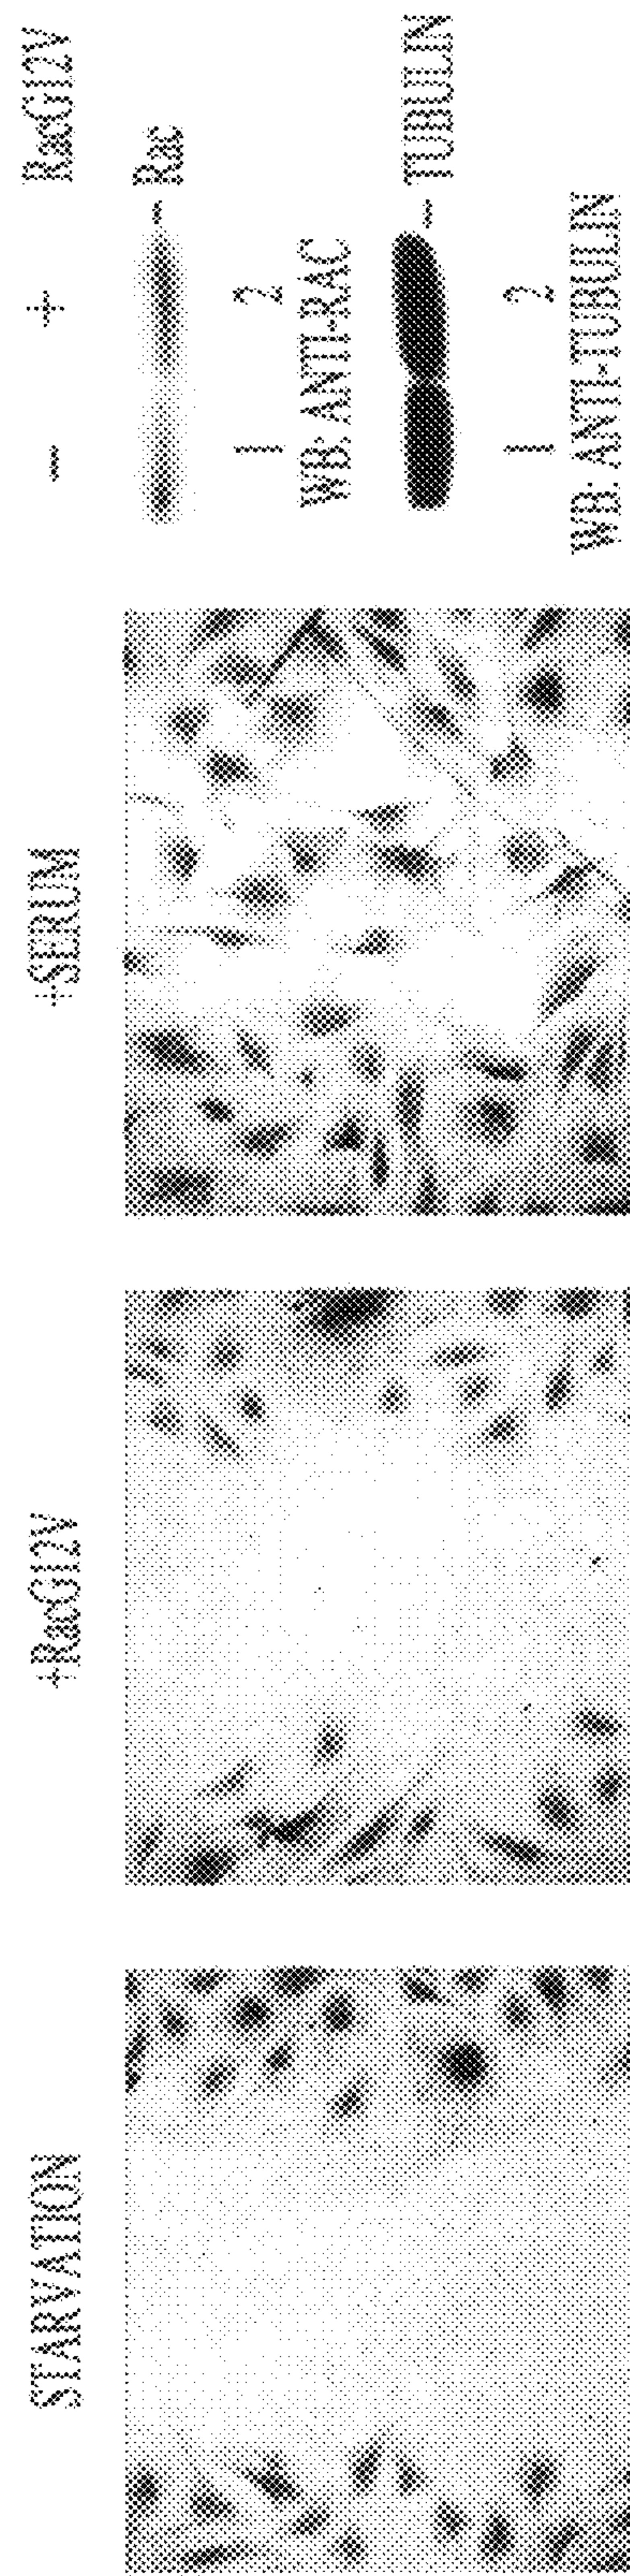 STARVATION
+RacG12V
+SERUM
− + RacG12V
– Rac
1 2
WB: ANTI-RAC
– TUBULIN
1 2
WB: ANTI-TUBULIN